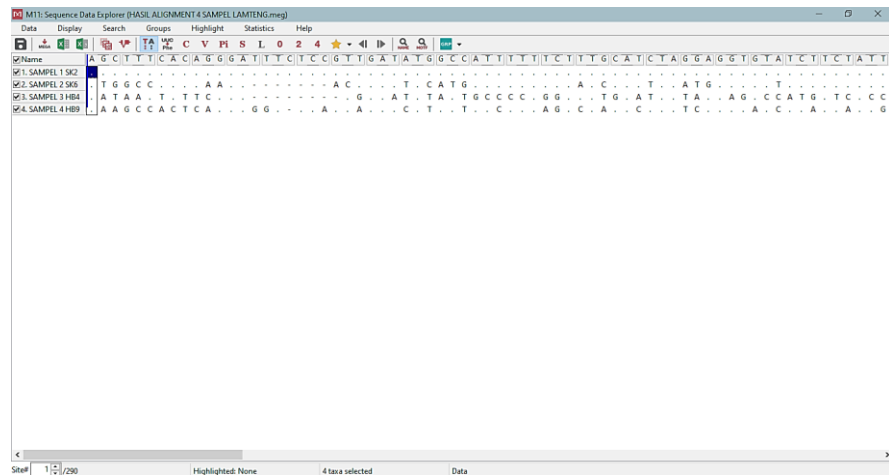 M11: Sequence Data Explorer (HASIL ALIGNMENT 4 SAMPEL LAMTENG.meg)
Data Display Search Groups Highlight Statistics Help
C V Pi S L 0 2 4
Name A G C T T T C A C A G G G A T T T C T C C G T T G A T A T G G C C A T T T T T T C T T T G C A T C T A G G A G G T G T A T C T T C T A T T
1. SAMPEL 1 SK2 . . . . . . . . . . . . . . . . . . . . . . . . . . . . . . . . . . . . . . . . . . . . . . . . . . . . . . . . . . . . . . . . . . . . .
2. SAMPEL 2 SK6 . T G G C C . . . . A A . . - - - - - - - A C . . . . T . C A T G . . . . . . . . . A . C . . . T . . A T G . . . . . T . . . . . . . . .
3. SAMPEL 3 HB4 . A T A A . T . T T C . . . - - - - - - - - . G . . A T . T A . T G C C C C . G G . . . T G . A T . . . T A . . A G . C C A T G . T C . C C
4. SAMPEL 4 HB9 . A A G C C A C T C A . . . G G . - . . A . . A . . . C . T . . T . . C . . . A G . C . A . . C . . . T C . . . . A . C . . A . . A . . G
Site# 1 /290 Highlighted: None 4 taxa selected Data